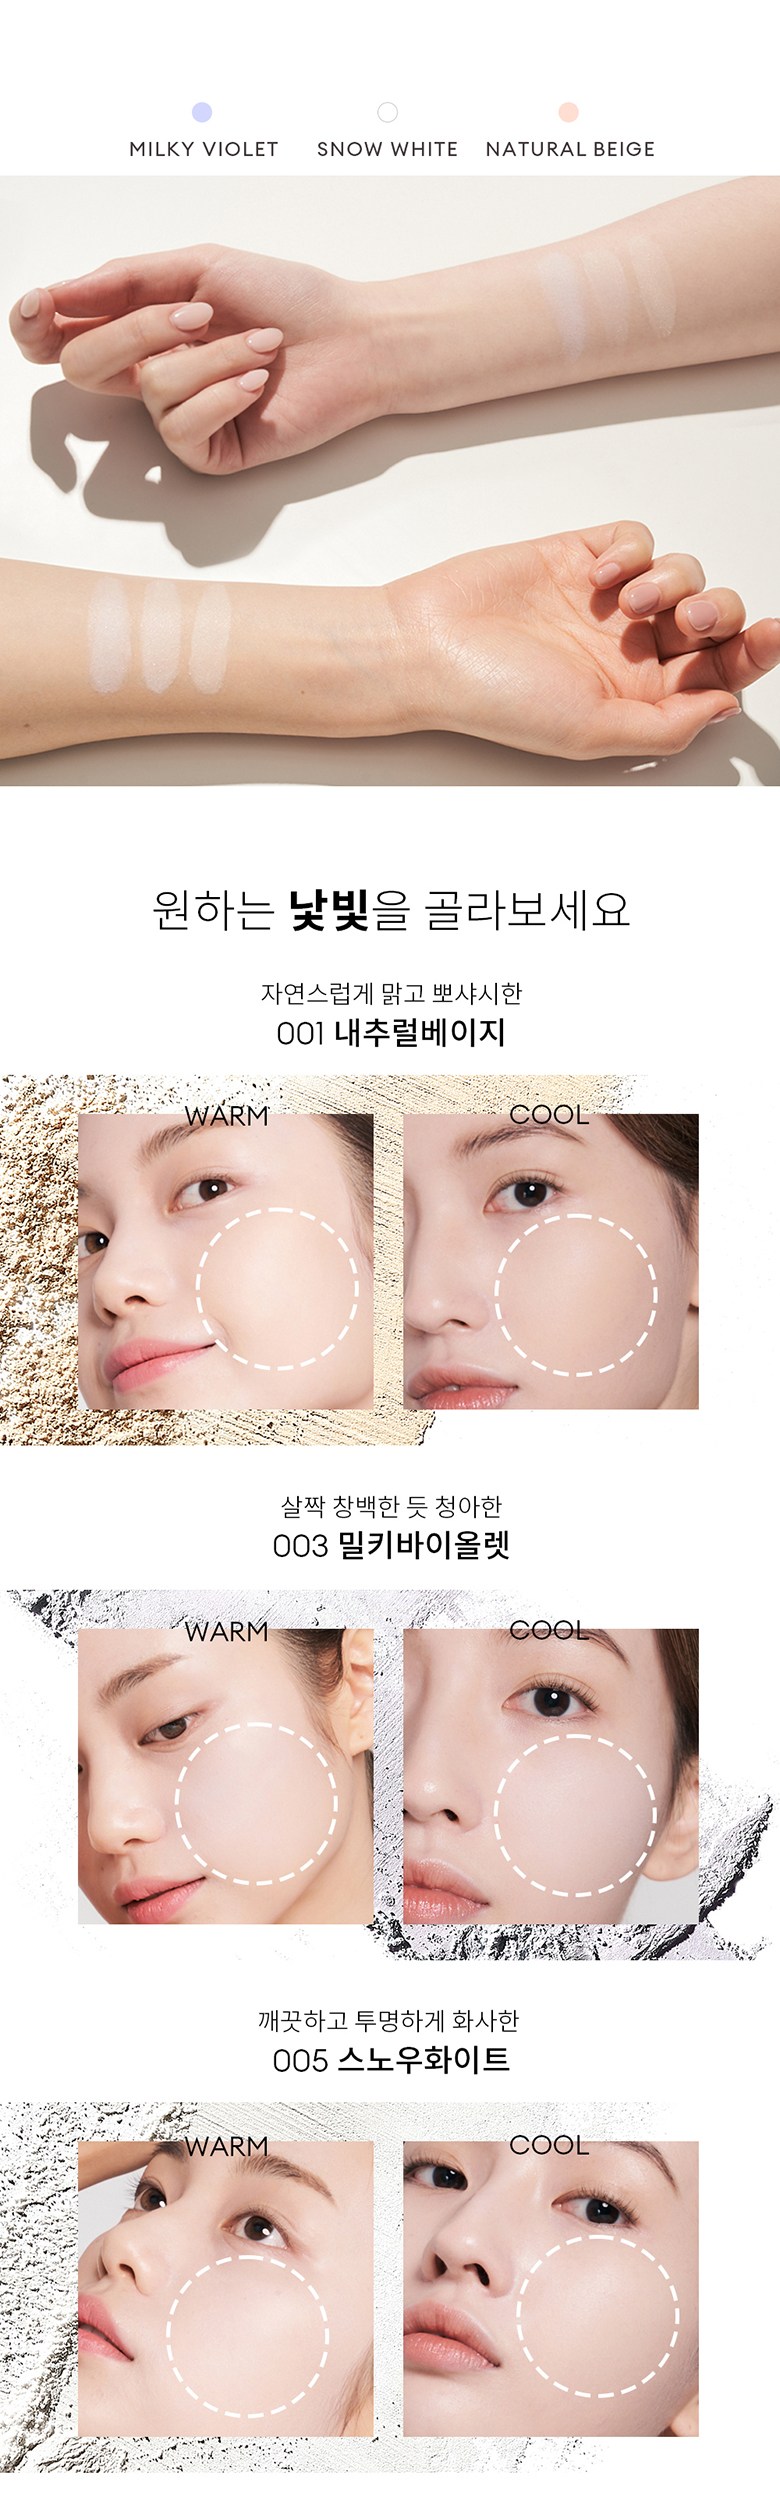 MILKY VIOLET SNOW WHITE NATURAL BEIGE
원하는 낯빛을 골라보세요
자연스럽게 맑고 뽀샤시한
001 내추럴베이지
WARM COOL
살짝 창백한 듯 청아한
003 밀키바이올렛
WARM COOL
깨끗하고 투명하게 화사한
005 스노우화이트
WARM COOL